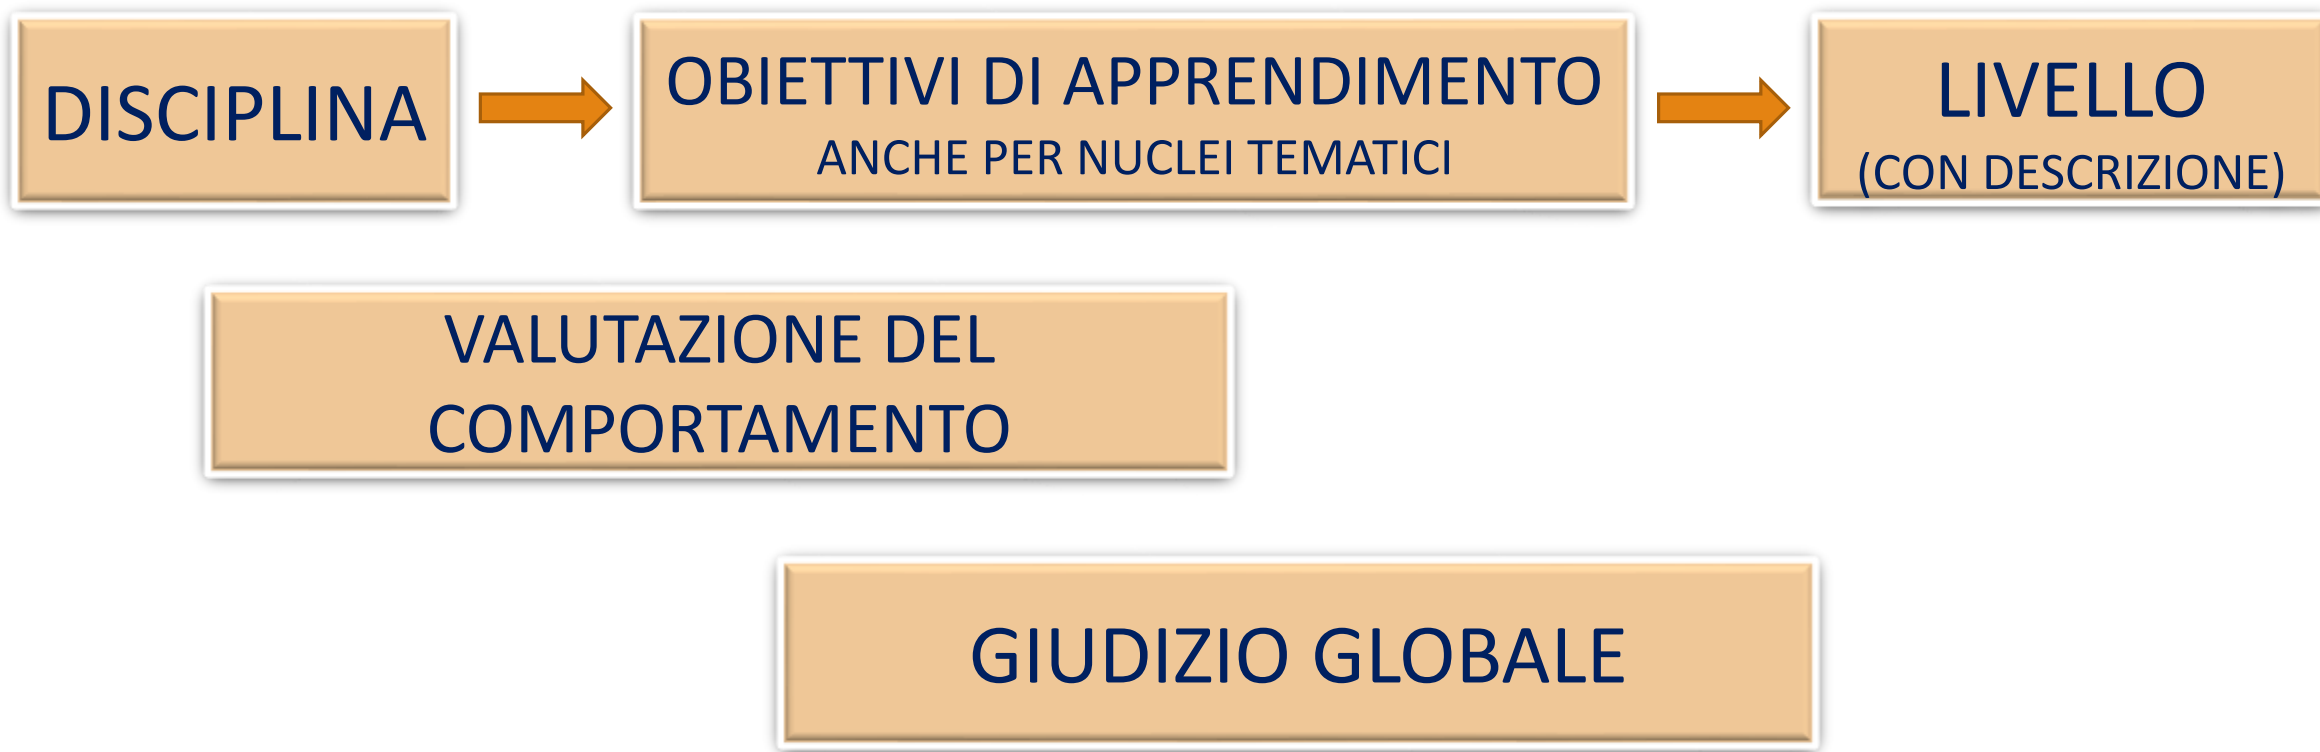 DISCIPLINA
OBIETTIVI DI APPRENDIMENTO
ANCHE PER NUCLEI TEMATICI
LIVELLO
(CON DESCRIZIONE)
VALUTAZIONE DEL
COMPORTAMENTO
GIUDIZIO GLOBALE